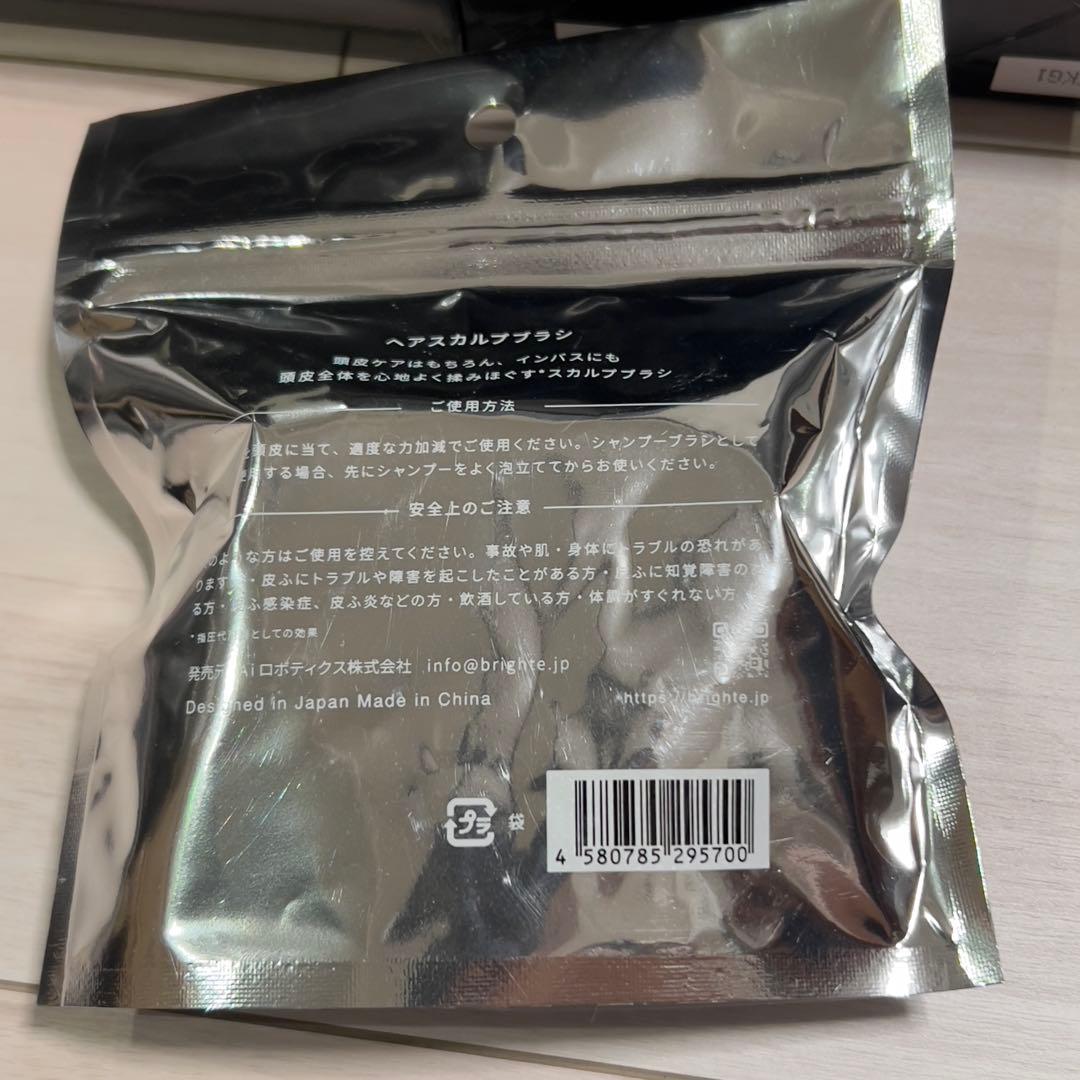 KG1
ヘアスカルプブラシ
頭皮ケアはもちろん、インバスにも
頭皮全体を心地よく揉みほぐす*スカルプブラシ
ご使用方法
を頭皮に当て、適度な力加減でご使用ください。シャンプーブラシとして
使用する場合、先にシャンプーをよく泡立ててからお使いください。
安全上のご注意
のような方はご使用を控えてください。事故や肌・身体にトラブルの恐れがあ
ります ・皮ふにトラブルや障害を起こしたことがある方・皮ふに知覚障害のあ
る方・皮ふ感染症、皮ふ炎などの方・飲酒している方・体調がすぐれない方
*指圧代 としての効果
発売元 Ai ロボティクス株式会社 info@brighte.jp
Designed in Japan Made in China
https://brighte.jp
プラ 袋
4 580785 295700